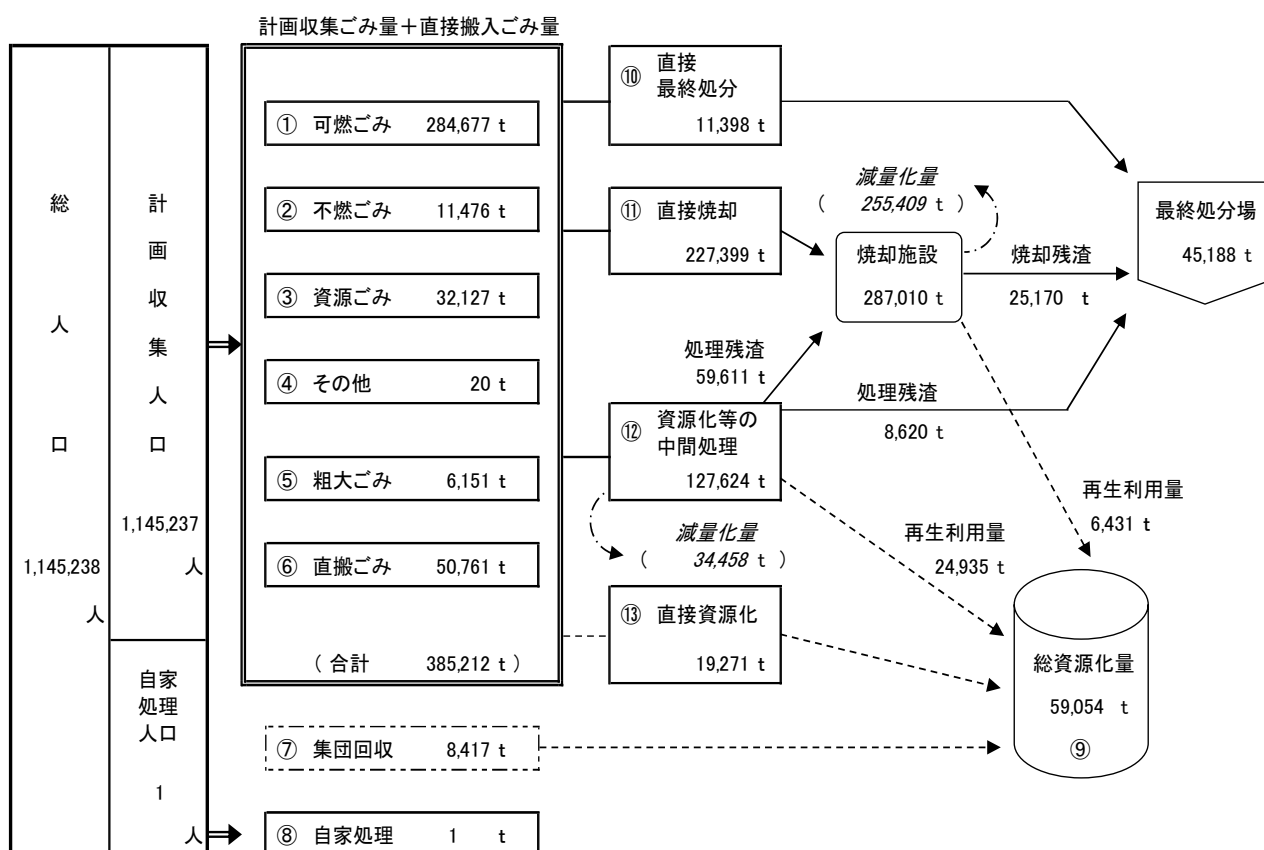 計画収集ごみ量＋直接搬入ごみ量
総人口
1,145,238
人
計画収集人口
1,145,237
人
自家
処理
人口
1
人
① 可燃ごみ 284,677 t
② 不燃ごみ 11,476 t
③ 資源ごみ 32,127 t
④ その他 20 t
⑤ 粗大ごみ 6,151 t
⑥ 直搬ごみ 50,761 t
（ 合計 385,212 t ）
⑦ 集団回収 8,417 t
⑧ 自家処理 1 t
⑩ 直接
最終処分
11,398 t
⑪ 直接焼却
227,399 t
減量化量
（ 255,409 t ）
焼却施設
287,010 t
焼却残渣
25,170 t
最終処分場
45,188 t
処理残渣
59,611 t
処理残渣
8,620 t
⑫ 資源化等の
中間処理
127,624 t
減量化量
（ 34,458 t ）
再生利用量
24,935 t
再生利用量
6,431 t
⑬ 直接資源化
19,271 t
総資源化量
59,054 t
⑨